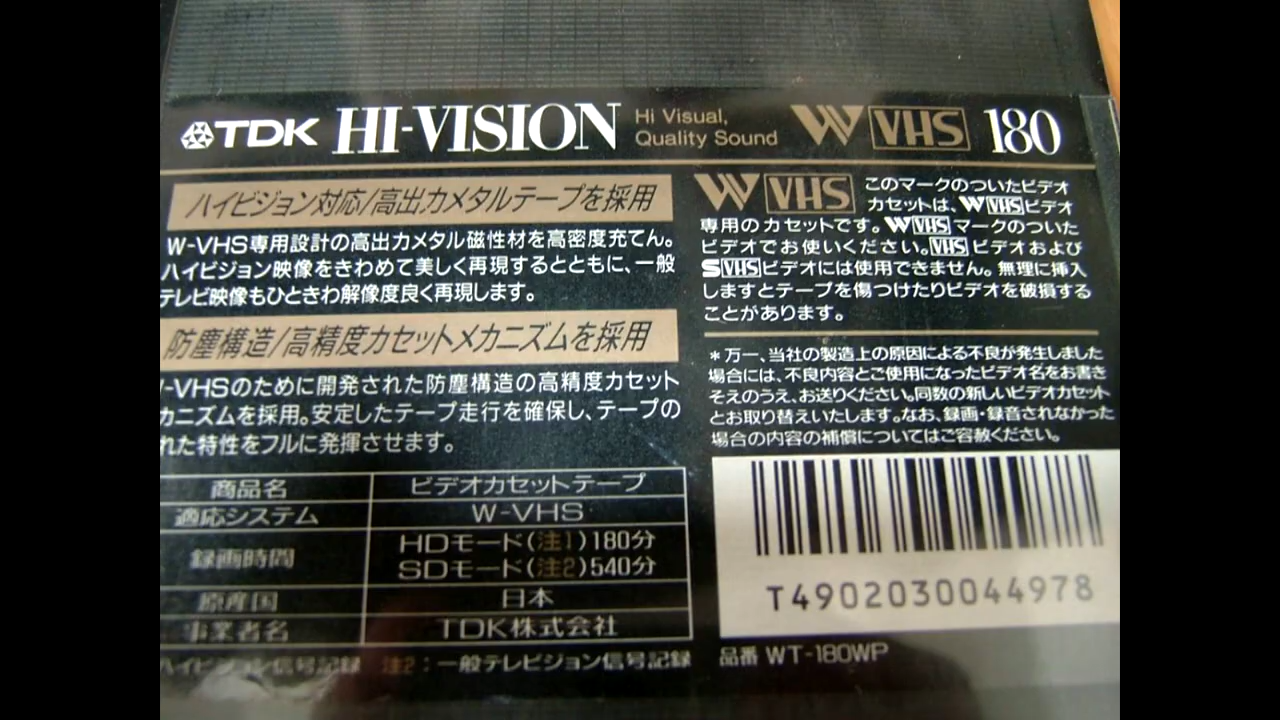 TDK HI-VISION Hi Visual, Quality Sound W VHS 180
ハイビジョン対応/高出力メタルテープを採用
W-VHS専用設計の高出力メタル磁性材を高密度充てん。
ハイビジョン映像をきわめて美しく再現するとともに、一般
テレビ映像もひときわ解像度良く再現します。
防塵構造/高精度カセットメカニズムを採用
-VHSのために開発された防塵構造の高精度カセット
カニズムを採用。安定したテープ走行を確保し、テープの
れた特性をフルに発揮させます。
商品名 ビデオカセットテープ
適応システム W-VHS
録画時間 HDモード(注1)180分
SDモード(注2)540分
原産国 日本
事業者名 TDK株式会社
ハイビジョン信号記録 注2:一般テレビジョン信号記録
W VHS このマークのついたビデオ
カセットは、W VHSビデオ
専用のカセットです。W VHSマークのついた
ビデオでお使いください。VHSビデオおよび
S VHSビデオには使用できません。無理に挿入
しますとテープを傷つけたりビデオを破損する
ことがあります。
*万一、当社の製造上の原因による不良が発生しました
場合には、不良内容とご使用になったビデオ名をお書き
そえのうえ、お送りください。同数の新しいビデオカセット
とお取り替えいたします。なお、録画・録音されなかった
場合の内容の補償についてはご容赦ください。
T4902030044978
品番 WT-180WP